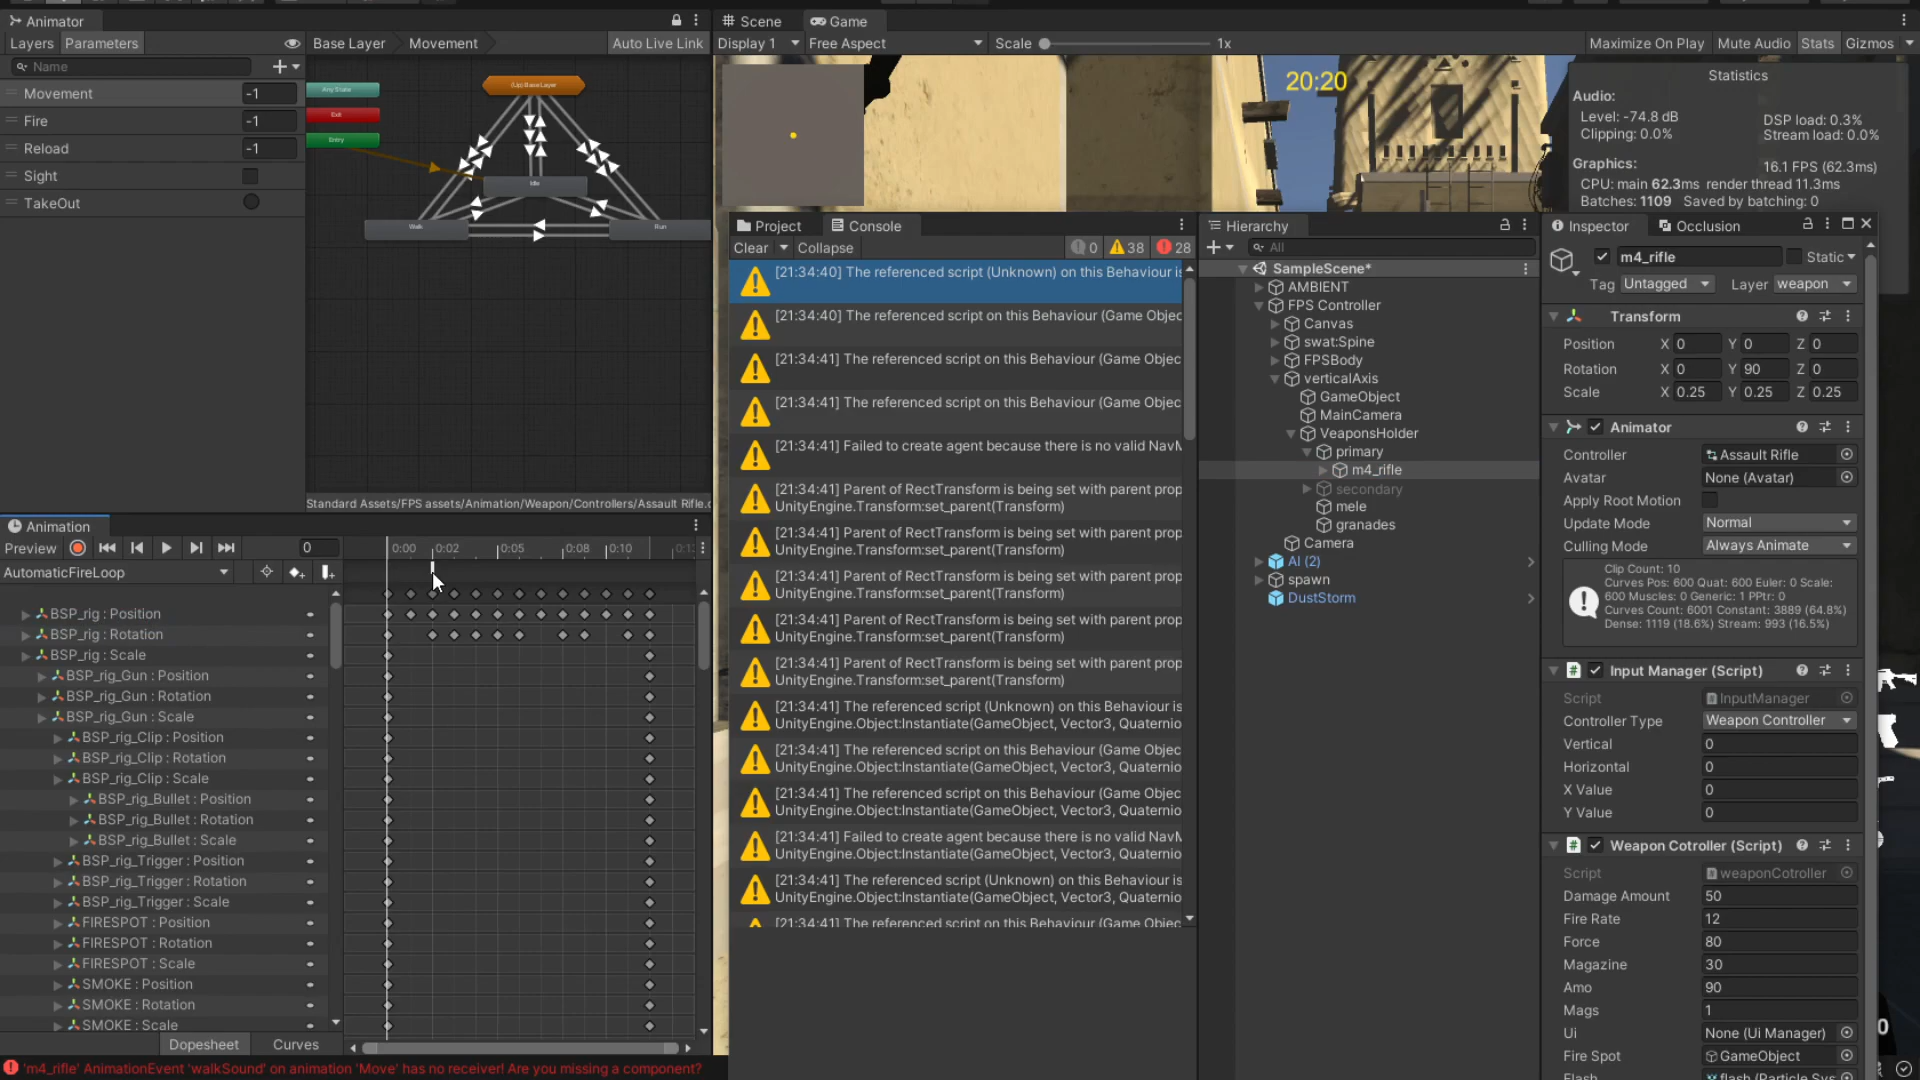 Animator
Layers
Parameters
Base Layer
Movement
Auto Live Link
Name
Movement
-1
Fire
-1
Reload
-1
Sight
TakeOut
Any State
Exit
Entry
(Up) Base Layer
Idle
Walk
Run
Standard Assets/FPS assets/Animation/Weapon/Controllers/Assault Rifle.c
Animation
Preview
0
0:00
0:02
0:05
0:08
0:10
AutomaticFireLoop
BSP_rig : Position
BSP_rig : Rotation
BSP_rig : Scale
BSP_rig_Gun : Position
BSP_rig_Gun : Rotation
BSP_rig_Gun : Scale
BSP_rig_Clip : Position
BSP_rig_Clip : Rotation
BSP_rig_Clip : Scale
BSP_rig_Bullet : Position
BSP_rig_Bullet : Rotation
BSP_rig_Bullet : Scale
BSP_rig_Trigger : Position
BSP_rig_Trigger : Rotation
BSP_rig_Trigger : Scale
FIRESPOT : Position
FIRESPOT : Rotation
FIRESPOT : Scale
SMOKE : Position
SMOKE : Rotation
SMOKE : Scale
Dopesheet
Curves
'm4_rifle' AnimationEvent 'walkSound' on animation 'Move' has no receiver! Are you missing a component?
Scene
Game
Display 1
Free Aspect
Scale
1x
Maximize On Play
Mute Audio
Stats
Gizmos
20:20
Statistics
Audio:
Level: -74.8 dB
DSP load: 0.3%
Clipping: 0.0%
Stream load: 0.0%
Graphics:
16.1 FPS (62.3ms)
CPU: main 62.3ms render thread 11.3ms
Batches: 1109 Saved by batching: 0
Project
Console
Clear
Collapse
0
38
28
[21:34:40] The referenced script (Unknown) on this Behaviour is
[21:34:40] The referenced script on this Behaviour (Game Objec
[21:34:41] The referenced script on this Behaviour (Game Objec
[21:34:41] The referenced script on this Behaviour (Game Objec
[21:34:41] Failed to create agent because there is no valid NavM
[21:34:41] Parent of RectTransform is being set with parent prop
UnityEngine.Transform:set_parent(Transform)
[21:34:41] Parent of RectTransform is being set with parent prop
UnityEngine.Transform:set_parent(Transform)
[21:34:41] Parent of RectTransform is being set with parent prop
UnityEngine.Transform:set_parent(Transform)
[21:34:41] Parent of RectTransform is being set with parent prop
UnityEngine.Transform:set_parent(Transform)
[21:34:41] Parent of RectTransform is being set with parent prop
UnityEngine.Transform:set_parent(Transform)
[21:34:41] The referenced script (Unknown) on this Behaviour is
UnityEngine.Object:Instantiate(GameObject, Vector3, Quaternio
[21:34:41] The referenced script on this Behaviour (Game Objec
UnityEngine.Object:Instantiate(GameObject, Vector3, Quaternio
[21:34:41] The referenced script on this Behaviour (Game Objec
UnityEngine.Object:Instantiate(GameObject, Vector3, Quaternio
[21:34:41] Failed to create agent because there is no valid NavM
UnityEngine.Object:Instantiate(GameObject, Vector3, Quaternio
[21:34:41] The referenced script (Unknown) on this Behaviour is
UnityEngine.Object:Instantiate(GameObject, Vector3, Quaternio
[21:34:41] The referenced script on this Behaviour (Game Objec
Hierarchy
All
SampleScene*
AMBIENT
FPS Controller
Canvas
swat:Spine
FPSBody
verticalAxis
GameObject
MainCamera
VeaponsHolder
primary
m4_rifle
secondary
mele
granades
Camera
AI (2)
spawn
DustStorm
Inspector
Occlusion
m4_rifle
Static
Tag
Untagged
Layer
weapon
Transform
Position X 0 Y 0 Z 0
Rotation X 0 Y 90 Z 0
Scale X 0.25 Y 0.25 Z 0.25
Animator
Controller
Assault Rifle
Avatar
None (Avatar)
Apply Root Motion
Update Mode
Normal
Culling Mode
Always Animate
Clip Count: 10
Curves Pos: 600 Quat: 600 Euler: 0 Scale:
600 Muscles: 0 Generic: 1 PPtr: 0
Curves Count: 6001 Constant: 3889 (64.8%)
Dense: 1119 (18.6%) Stream: 993 (16.5%)
Input Manager (Script)
Script
InputManager
Controller Type
Weapon Controller
Vertical
0
Horizontal
0
X Value
0
Y Value
0
Weapon Cotroller (Script)
Script
weaponCotroller
Damage Amount
50
Fire Rate
12
Force
80
Magazine
30
Amo
90
Mags
1
Ui
None (Ui Manager)
Fire Spot
GameObject
Flash
flash (Particle Sys